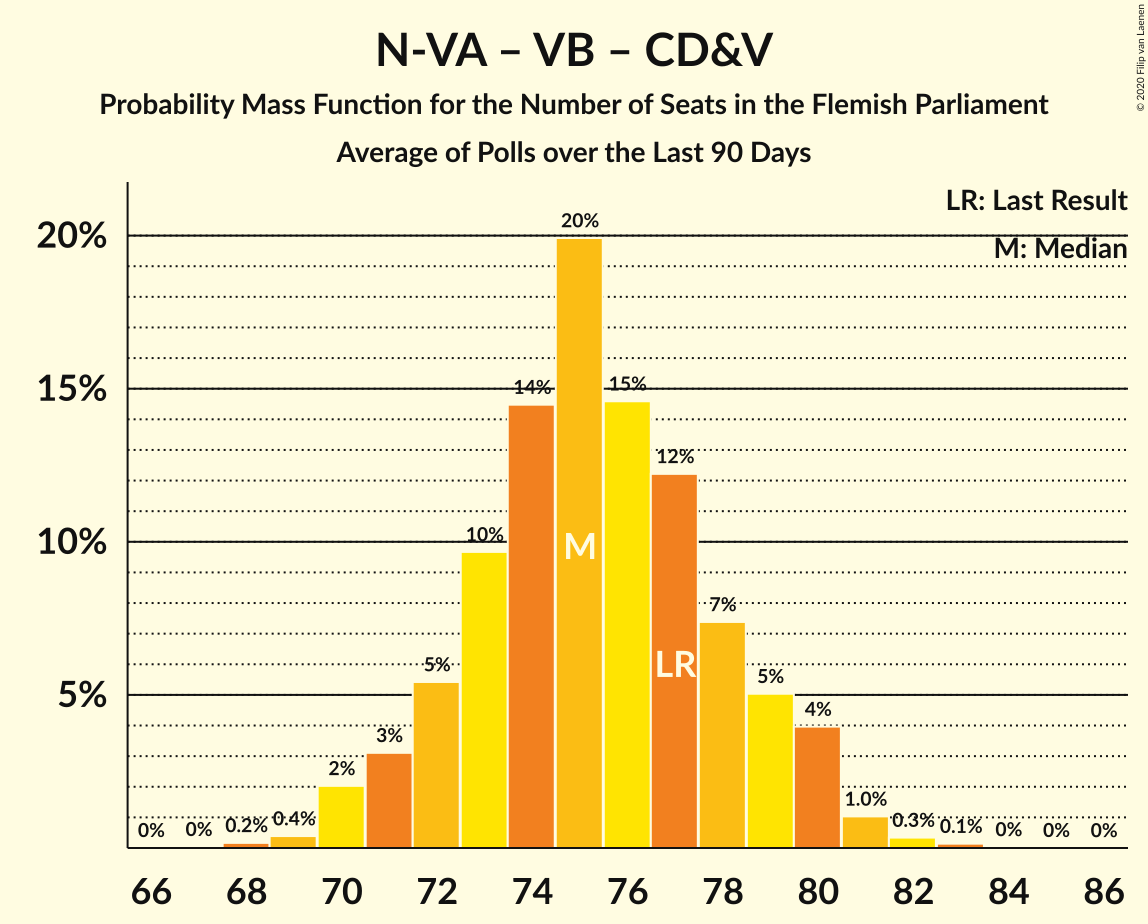 N-VA – VB – CD&V
Probability Mass Function for the Number of Seats in the Flemish Parliament
Average of Polls over the Last 90 Days
© 2020 Filip van Laenen
LR: Last Result
M: Median
20%
15%
10%
5%
0% 0% 0.2% 0.4% 2% 3% 5% 10% 14% 20% 15% 12% 7% 5% 4% 1.0% 0.3% 0.1% 0% 0% 0%
M
LR
66 68 70 72 74 76 78 80 82 84 86